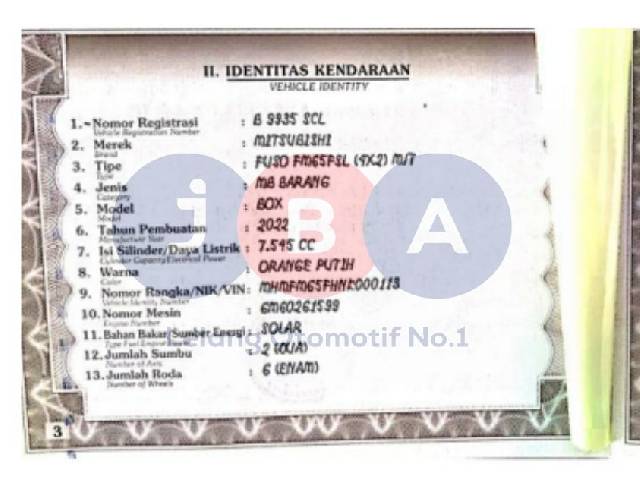 II. IDENTITAS KENDARAAN
VEHICLE IDENTITY
1. Nomor Registrasi : B 9935 SCL
Vehicle Registration Number
2. Merek : MITSUBISHI
Brand
3. Tipe : FUSO FM65FSL (4X2) M/T
Type
4. Jenis : MB BARANG
Category
5. Model : BOX
Model
6. Tahun Pembuatan : 2022
Manufacture Year
7. Isi Silinder/Daya Listrik : 7.545 CC
Cylinder Capacity/Electrical Power
8. Warna : ORANGE PUTIH
Color
9. Nomor Rangka/NIK/VIN : MHMFM65FHNK000113
Vehicle Identity Number
10. Nomor Mesin : 6M60261599
Engine Number
11. Bahan Bakar/Sumber Energi : SOLAR
Type Fuel
12. Jumlah Sumbu : 2 (DUA)
Number of Axis
13. Jumlah Roda : 6 (ENAM)
Number of Wheels
3
JBA
Lelang Otomotif No.1